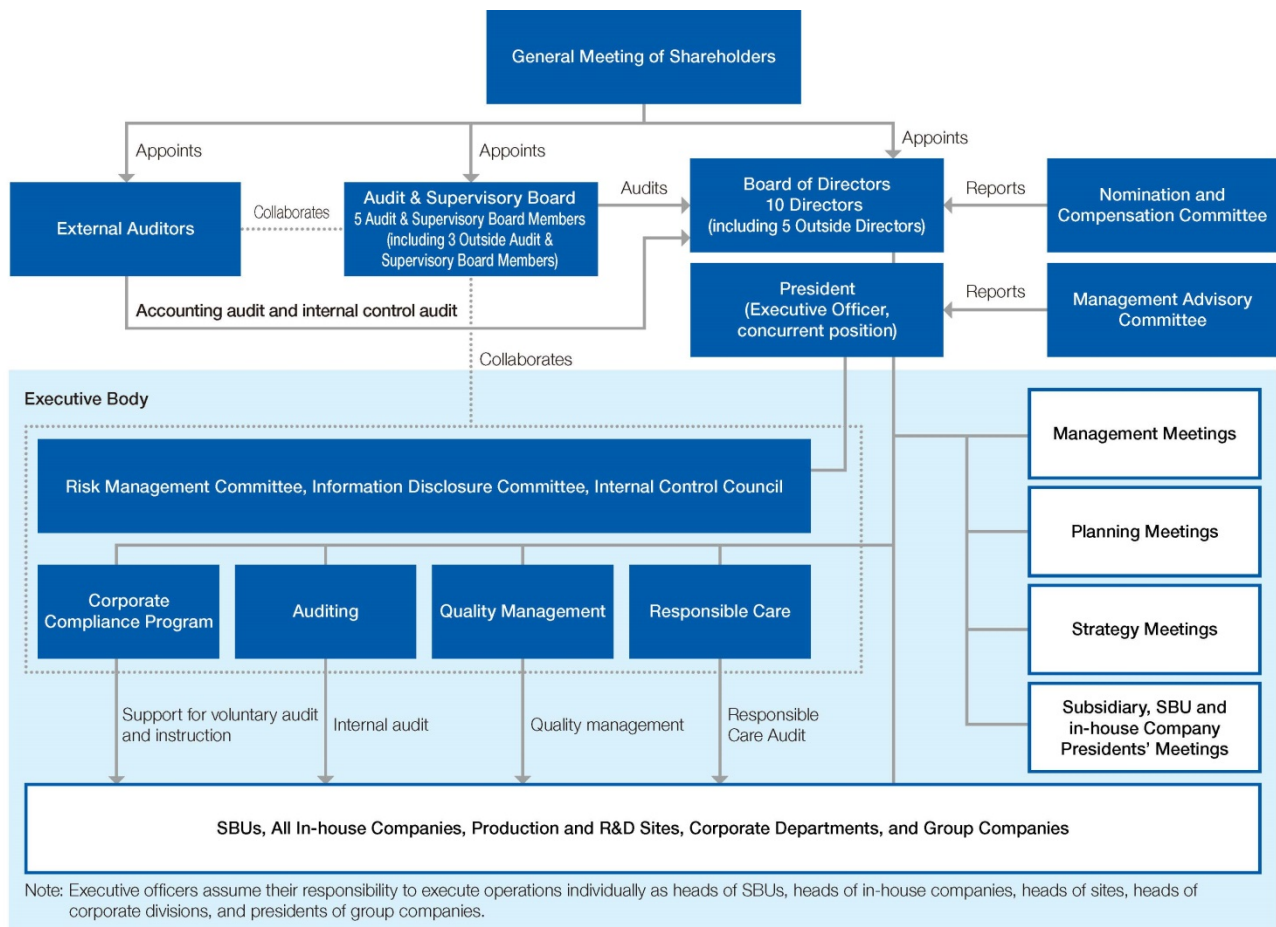 General Meeting of Shareholders
Appoints
Appoints
Appoints
External Auditors
Collaborates
Audit & Supervisory Board
5 Audit & Supervisory Board Members
(including 3 Outside Audit &
Supervisory Board Members)
Audits
Board of Directors
10 Directors
(including 5 Outside Directors)
Reports
Nomination and
Compensation Committee
Accounting audit and internal control audit
President
(Executive Officer,
concurrent position)
Reports
Management Advisory
Committee
Collaborates
Executive Body
Risk Management Committee, Information Disclosure Committee, Internal Control Council
Corporate
Compliance Program
Auditing
Quality Management
Responsible Care
Management Meetings
Planning Meetings
Strategy Meetings
Subsidiary, SBU and
in-house Company
Presidents’ Meetings
Support for voluntary audit
and instruction
Internal audit
Quality management
Responsible
Care Audit
SBUs, All In-house Companies, Production and R&D Sites, Corporate Departments, and Group Companies
Note: Executive officers assume their responsibility to execute operations individually as heads of SBUs, heads of in-house companies, heads of sites, heads of
corporate divisions, and presidents of group companies.